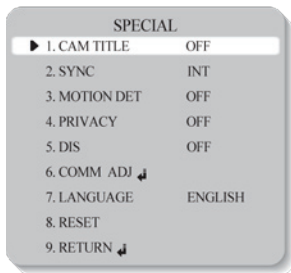 SPECIAL
1. CAM TITLE OFF
2. SYNC INT
3. MOTION DET OFF
4. PRIVACY OFF
5. DIS OFF
6. COMM ADJ
7. LANGUAGE ENGLISH
8. RESET
9. RETURN